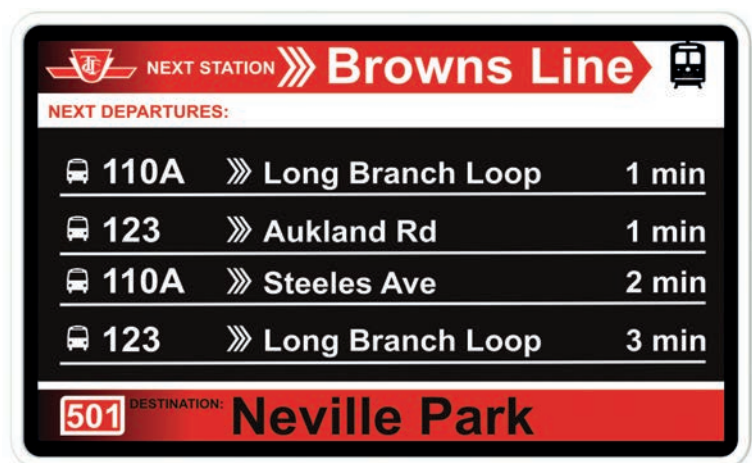 NEXT STATION Browns Line
NEXT DEPARTURES:
110A Long Branch Loop 1 min
123 Aukland Rd 1 min
110A Steeles Ave 2 min
123 Long Branch Loop 3 min
501 DESTINATION: Neville Park